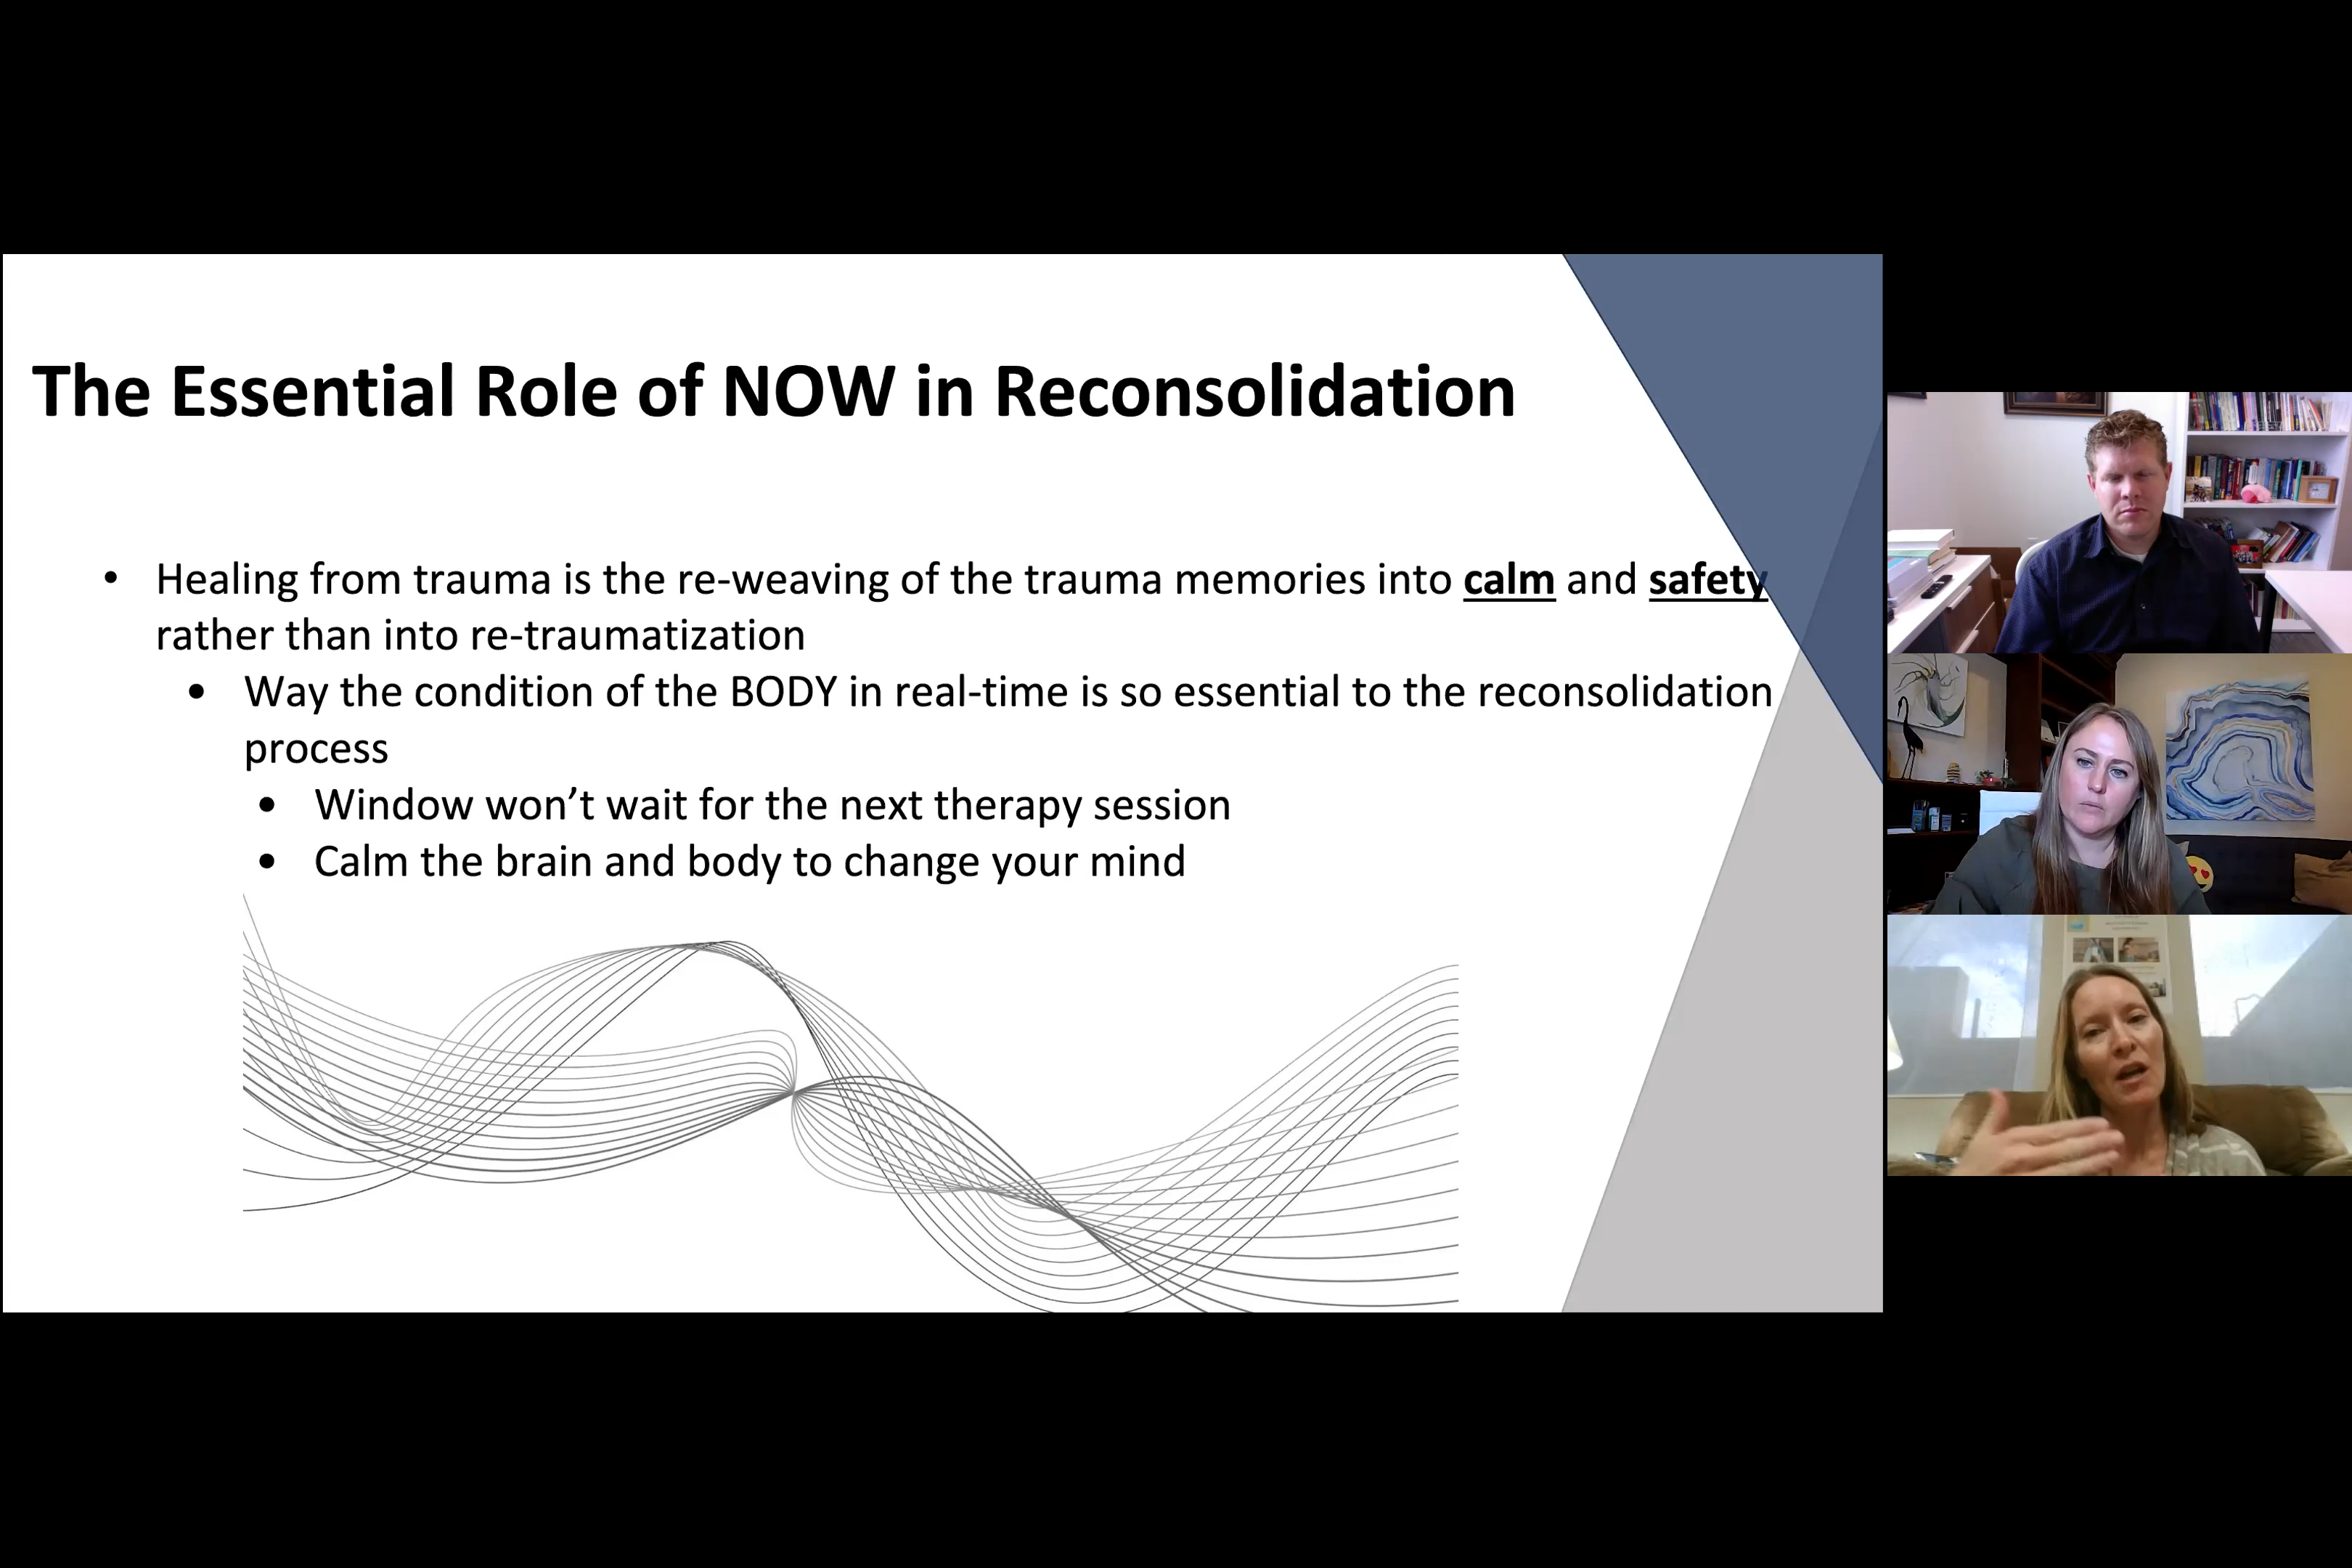 The Essential Role of NOW in Reconsolidation
• Healing from trauma is the re-weaving of the trauma memories into calm and safety
rather than into re-traumatization
• Way the condition of the BODY in real-time is so essential to the reconsolidation
process
• Window won’t wait for the next therapy session
• Calm the brain and body to change your mind